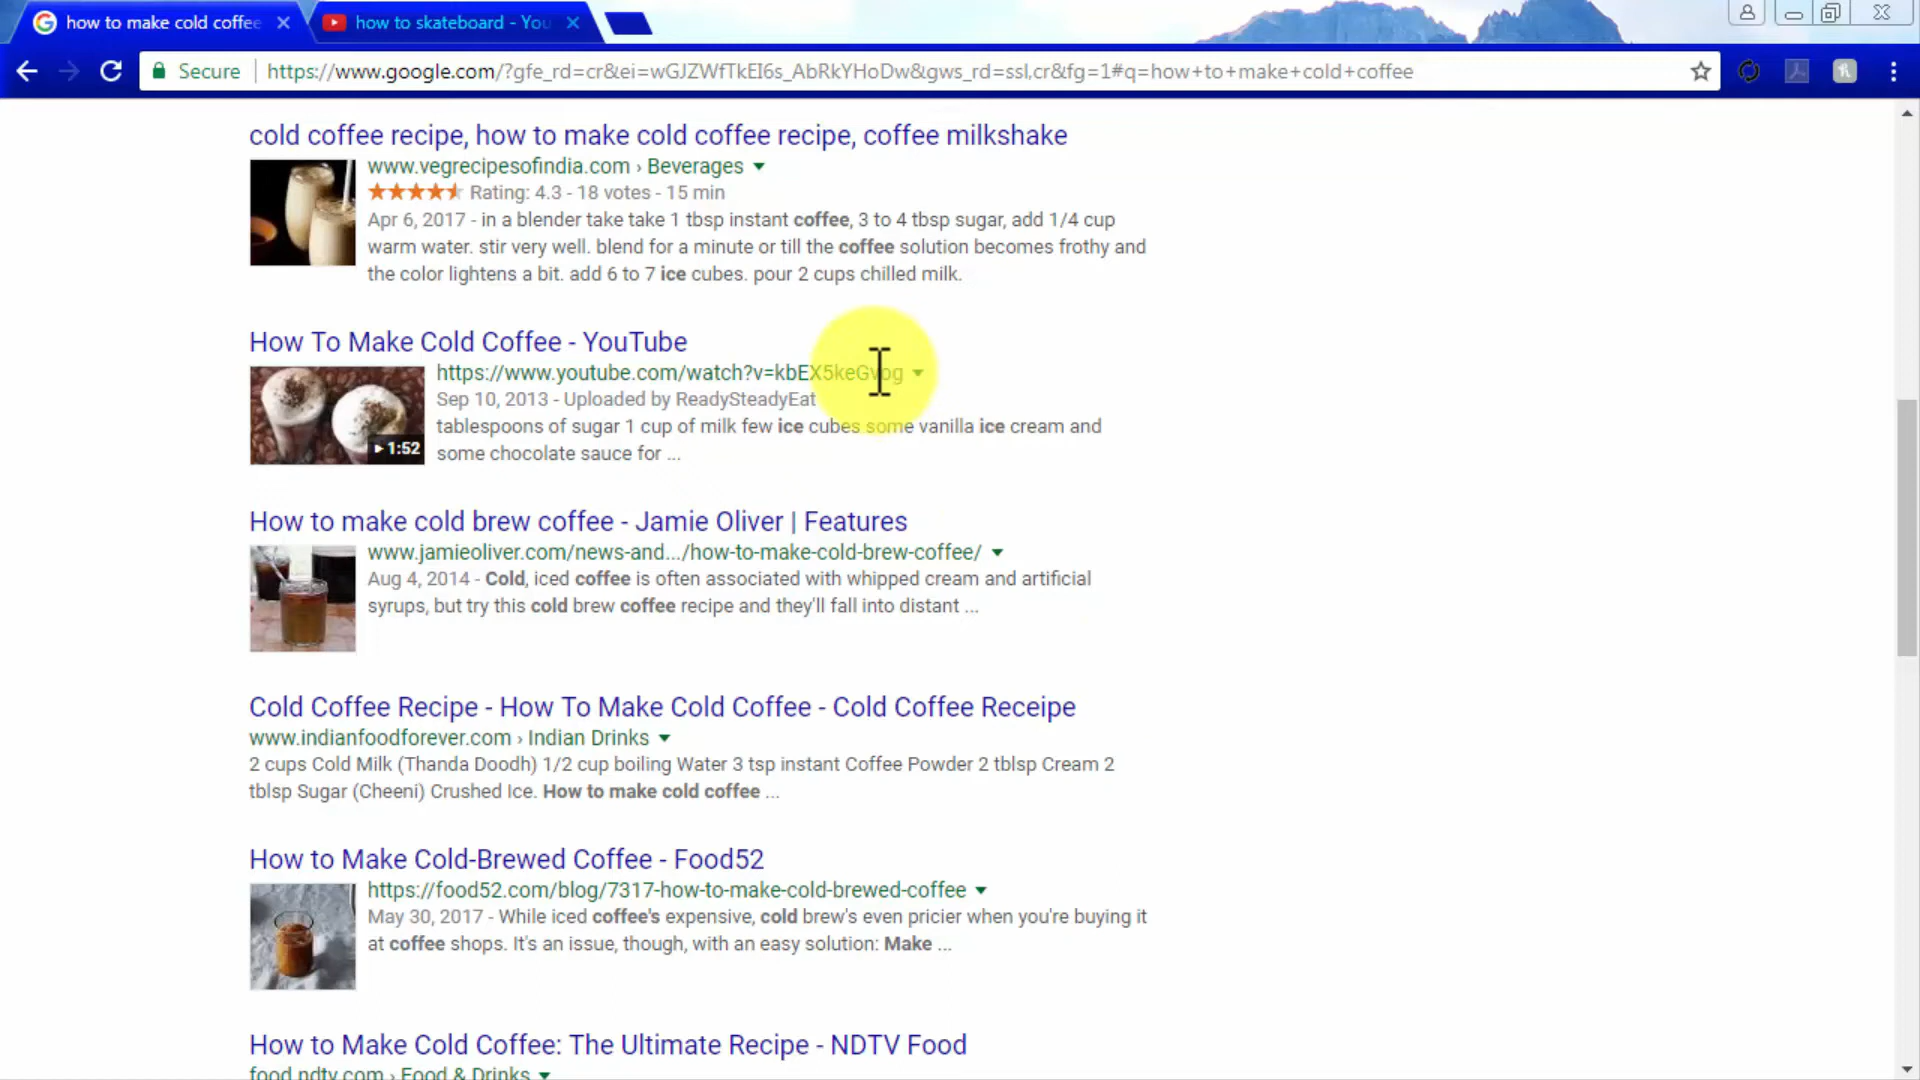 how to make cold coffee
how to skateboard - You
Secure
https://www.google.com/?gfe_rd=cr&ei=wGJZWfTkEI6s_AbRkYHoDw&gws_rd=ssl,cr&fg=1#q=how+to+make+cold+coffee
cold coffee recipe, how to make cold coffee recipe, coffee milkshake
www.vegrecipesofindia.com › Beverages
Rating: 4.3 - 18 votes - 15 min
Apr 6, 2017 - in a blender take take 1 tbsp instant coffee, 3 to 4 tbsp sugar, add 1/4 cup
warm water. stir very well. blend for a minute or till the coffee solution becomes frothy and
the color lightens a bit. add 6 to 7 ice cubes. pour 2 cups chilled milk.
How To Make Cold Coffee - YouTube
https://www.youtube.com/watch?v=kbEX5keGvog
Sep 10, 2013 - Uploaded by ReadySteadyEat
tablespoons of sugar 1 cup of milk few ice cubes some vanilla ice cream and
some chocolate sauce for ...
1:52
How to make cold brew coffee - Jamie Oliver | Features
www.jamieoliver.com/news-and.../how-to-make-cold-brew-coffee/
Aug 4, 2014 - Cold, iced coffee is often associated with whipped cream and artificial
syrups, but try this cold brew coffee recipe and they'll fall into distant ...
Cold Coffee Recipe - How To Make Cold Coffee - Cold Coffee Receipe
www.indianfoodforever.com › Indian Drinks
2 cups Cold Milk (Thanda Doodh) 1/2 cup boiling Water 3 tsp instant Coffee Powder 2 tblsp Cream 2
tblsp Sugar (Cheeni) Crushed Ice. How to make cold coffee ...
How to Make Cold-Brewed Coffee - Food52
https://food52.com/blog/7317-how-to-make-cold-brewed-coffee
May 30, 2017 - While iced coffee's expensive, cold brew's even pricier when you're buying it
at coffee shops. It's an issue, though, with an easy solution: Make ...
How to Make Cold Coffee: The Ultimate Recipe - NDTV Food
food.ndtv.com › Food & Drinks